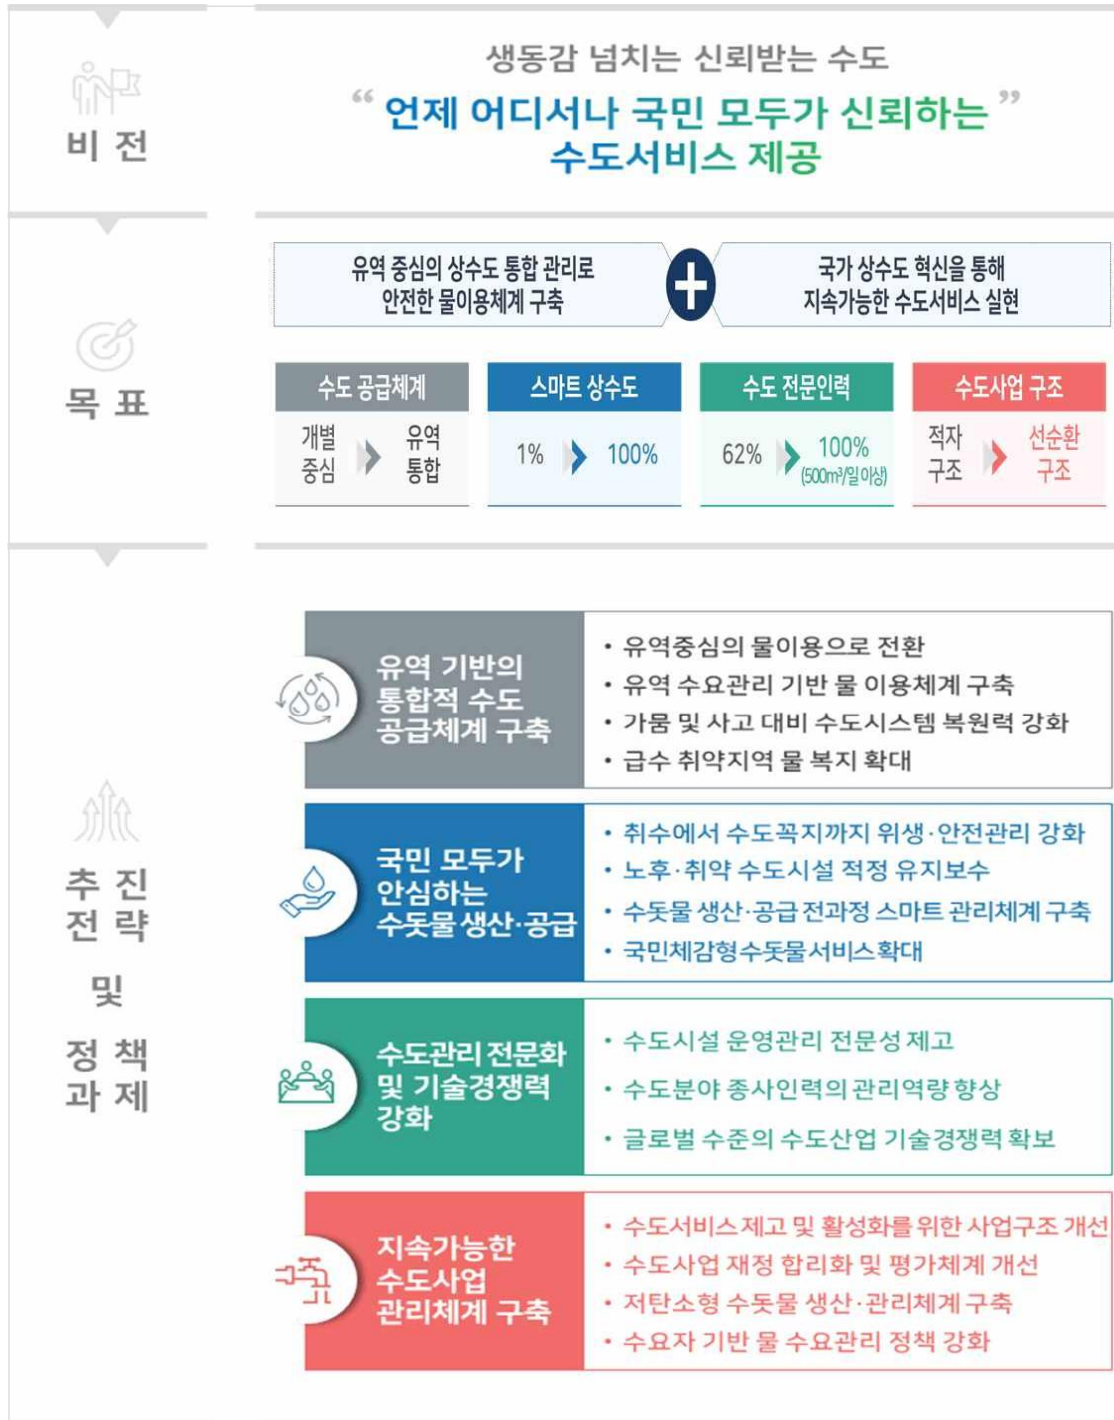 비 전
생동감 넘치는 신뢰받는 수도
“ 언제 어디서나 국민 모두가 신뢰하는 ”
수도서비스 제공
목 표
유역 중심의 상수도 통합 관리로
안전한 물이용체계 구축
+
국가 상수도 혁신을 통해
지속가능한 수도서비스 실현
수도 공급체계
개별
중심
유역
통합
스마트 상수도
1%
100%
수도 전문인력
62%
100%
(500m³/일 이상)
수도사업 구조
적자
구조
선순환
구조
추 진
전 략
및
정 책
과 제
유역 기반의
통합적 수도
공급체계 구축
• 유역중심의 물이용으로 전환
• 유역 수요관리 기반 물 이용체계 구축
• 가뭄 및 사고 대비 수도시스템 복원력 강화
• 급수 취약지역 물 복지 확대
국민 모두가
안심하는
수돗물 생산·공급
• 취수에서 수도꼭지까지 위생·안전관리 강화
• 노후·취약 수도시설 적정 유지보수
• 수돗물 생산·공급 전과정 스마트 관리체계 구축
• 국민체감형 수돗물 서비스 확대
수도관리 전문화
및 기술경쟁력
강화
• 수도시설 운영관리 전문성 제고
• 수도분야 종사인력의 관리역량 향상
• 글로벌 수준의 수도산업 기술경쟁력 확보
지속가능한
수도사업
관리체계 구축
• 수도서비스 제고 및 활성화를 위한 사업구조 개선
• 수도사업 재정 합리화 및 평가체계 개선
• 저탄소형 수돗물 생산·관리체계 구축
• 수요자 기반 물 수요관리 정책 강화